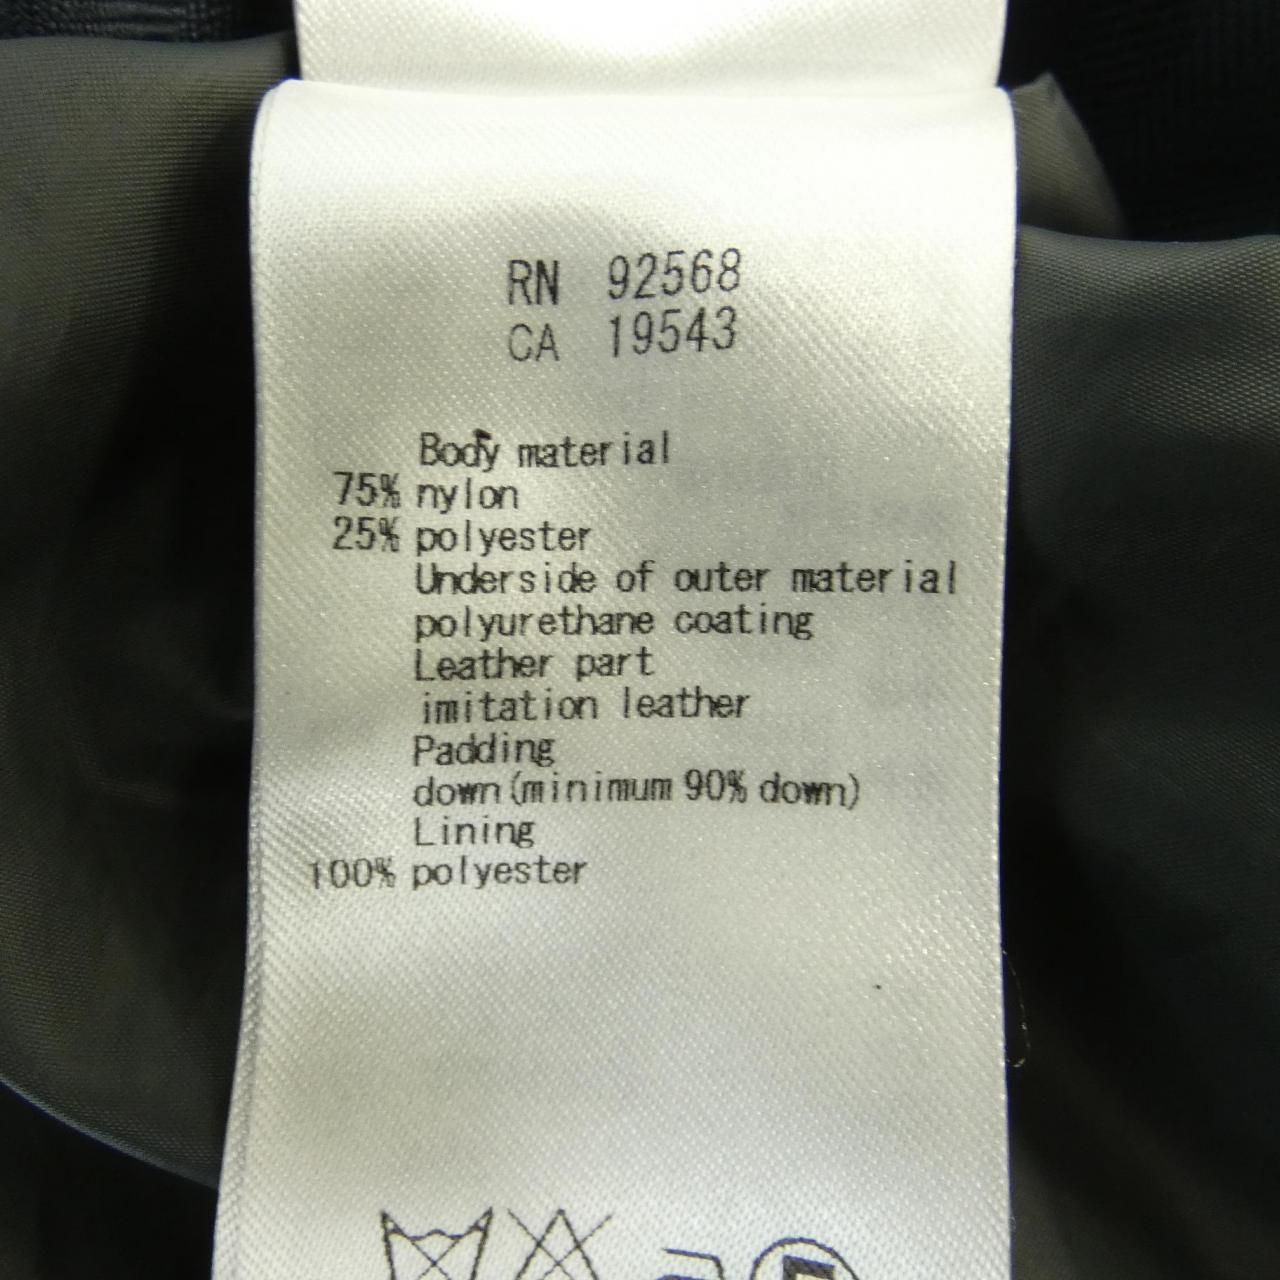 RN 92568
CA 19543
Body material
75% nylon
25% polyester
Underside of outer material
polyurethane coating
Leather part
imitation leather
Padding
down(minimum 90% down)
Lining
100% polyester